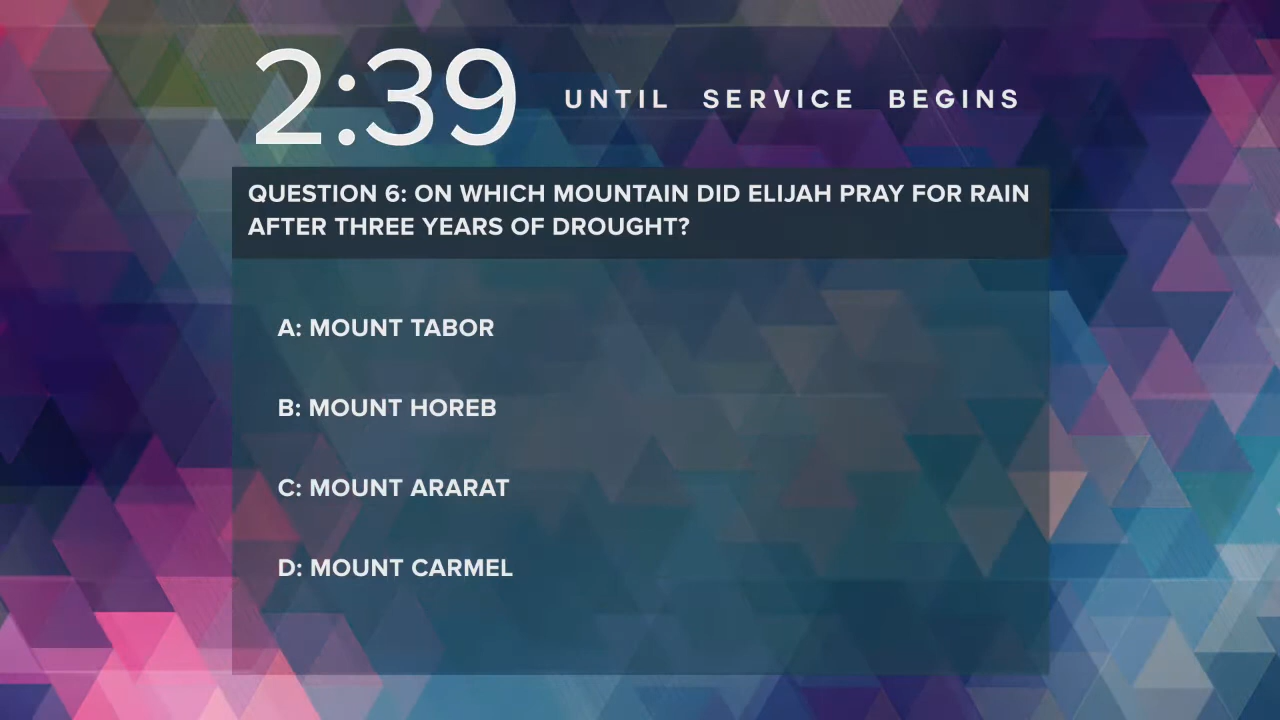 2:39 UNTIL SERVICE BEGINS
QUESTION 6: ON WHICH MOUNTAIN DID ELIJAH PRAY FOR RAIN
AFTER THREE YEARS OF DROUGHT?
A: MOUNT TABOR
B: MOUNT HOREB
C: MOUNT ARARAT
D: MOUNT CARMEL